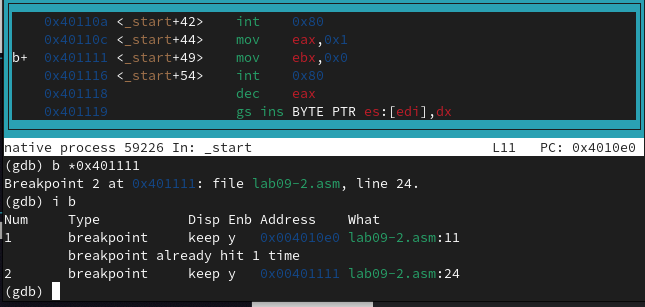 0x40110a <_start+42> int 0x80
0x40110c <_start+44> mov eax,0x1
b+ 0x401111 <_start+49> mov ebx,0x0
0x401116 <_start+54> int 0x80
0x401118 dec eax
0x401119 gs ins BYTE PTR es:[edi],dx
native process 59226 In: _start L11 PC: 0x4010e0
(gdb) b *0x401111
Breakpoint 2 at 0x401111: file lab09-2.asm, line 24.
(gdb) i b
Num Type Disp Enb Address What
1 breakpoint keep y 0x004010e0 lab09-2.asm:11
breakpoint already hit 1 time
2 breakpoint keep y 0x00401111 lab09-2.asm:24
(gdb)